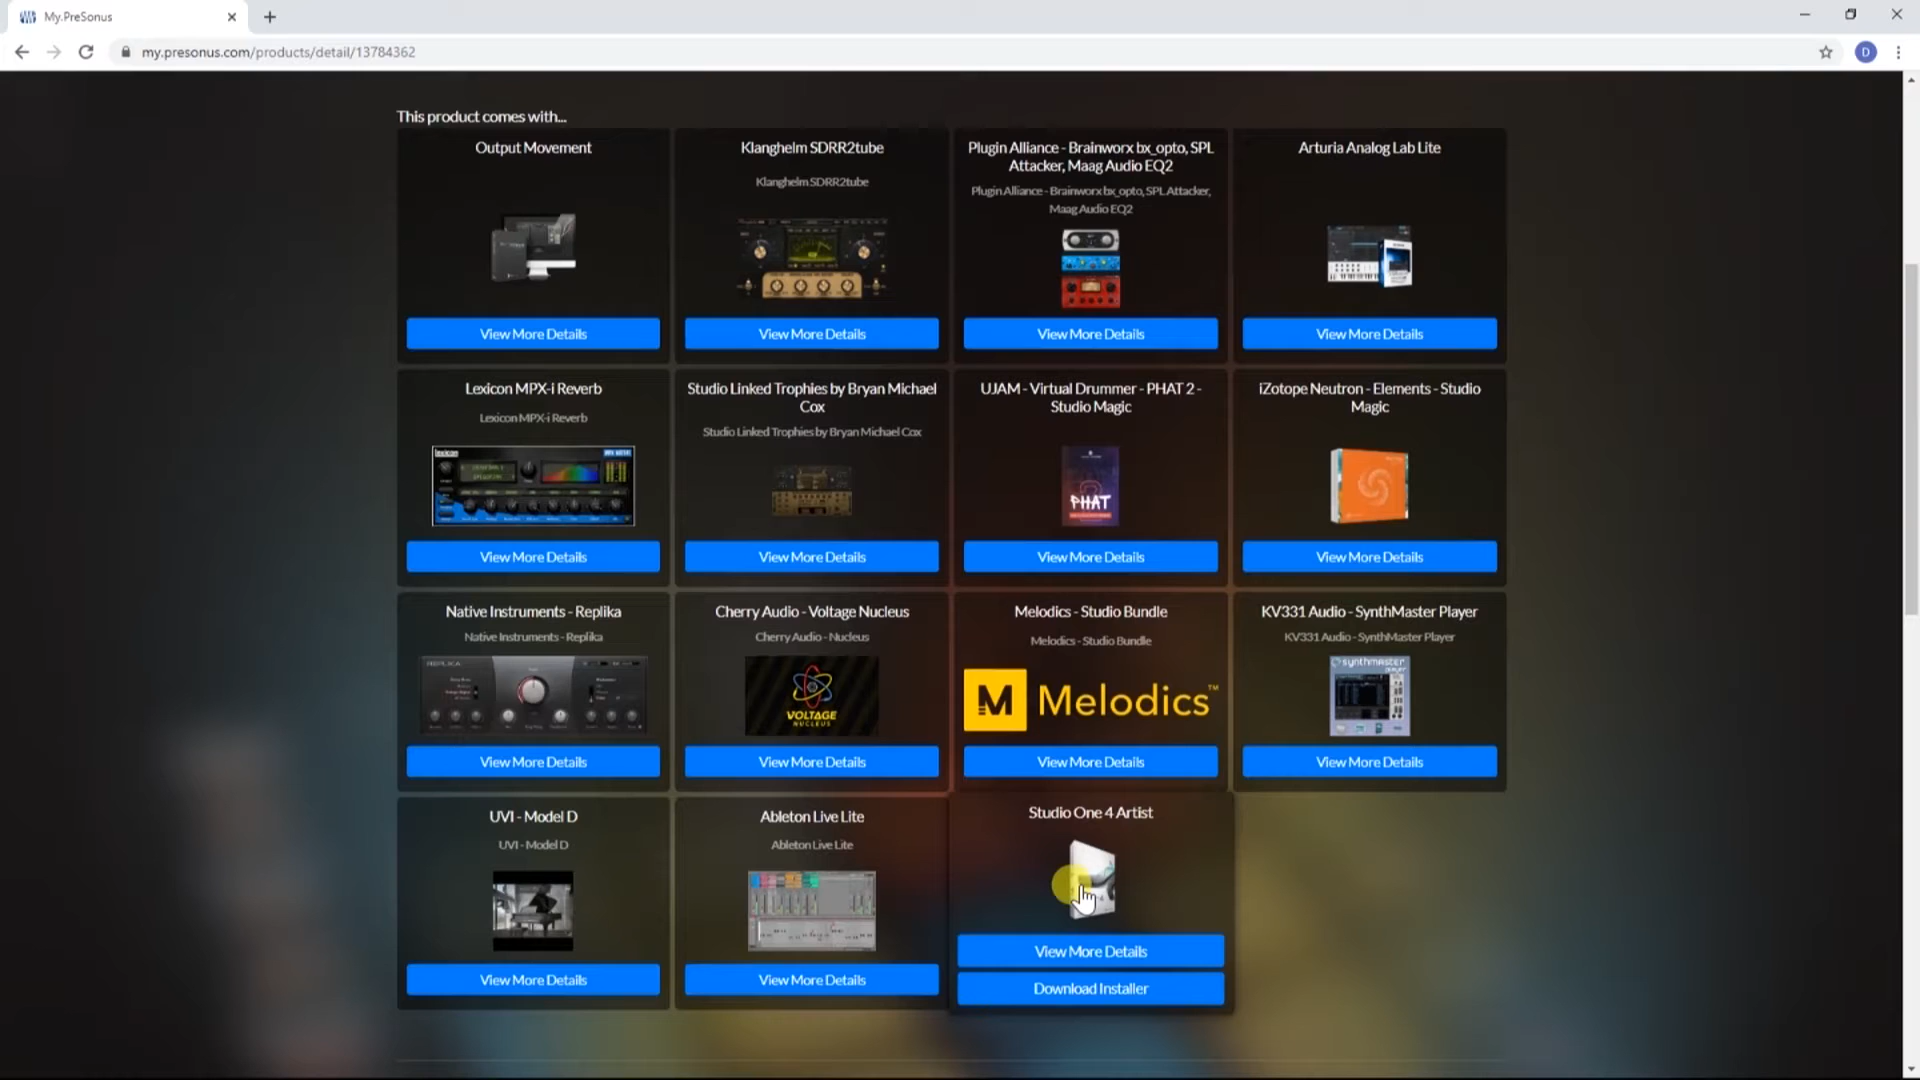 My.PreSonus
my.presonus.com/products/detail/13784362
D
This product comes with...
Output Movement
View More Details
Klanghelm SDRR2tube
Klanghelm SDRR2tube
View More Details
Plugin Alliance - Brainworx bx_opto, SPL
Attacker, Maag Audio EQ2
Plugin Alliance - Brainworx bx_opto, SPL Attacker,
Maag Audio EQ2
View More Details
Arturia Analog Lab Lite
View More Details
Lexicon MPX-i Reverb
Lexicon MPX-i Reverb
lexicon
View More Details
Studio Linked Trophies by Bryan Michael
Cox
Studio Linked Trophies by Bryan Michael Cox
View More Details
UJAM - Virtual Drummer - PHAT 2 -
Studio Magic
PHAT
2
View More Details
iZotope Neutron - Elements - Studio
Magic
View More Details
Native Instruments - Replika
Native Instruments - Replika
REPLIKA
View More Details
Cherry Audio - Voltage Nucleus
Cherry Audio - Nucleus
VOLTAGE
NUCLEUS
View More Details
Melodics - Studio Bundle
Melodics - Studio Bundle
M Melodics™
View More Details
KV331 Audio - SynthMaster Player
KV331 Audio - SynthMaster Player
synthmaster
player
View More Details
UVI - Model D
UVI - Model D
View More Details
Ableton Live Lite
Ableton Live Lite
View More Details
Studio One 4 Artist
View More Details
Download Installer